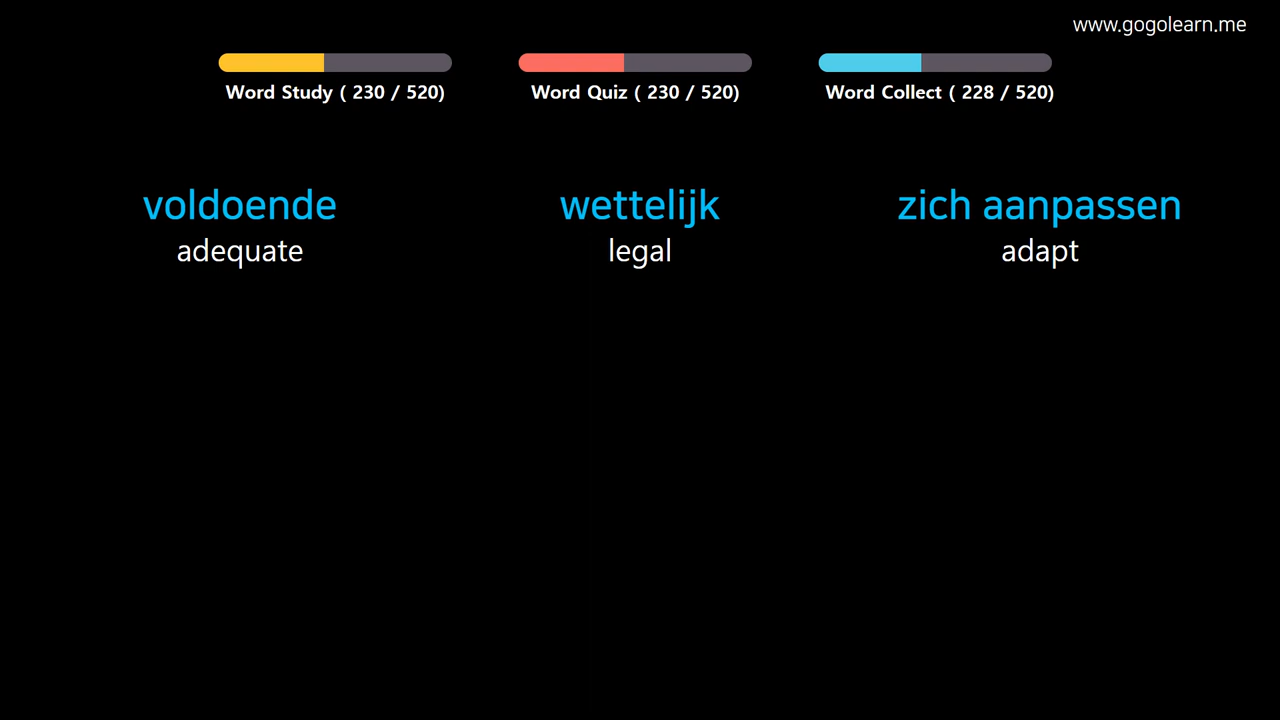 www.gogolearn.me
Word Study ( 230 / 520)
Word Quiz ( 230 / 520)
Word Collect ( 228 / 520)
voldoende
adequate
wettelijk
legal
zich aanpassen
adapt